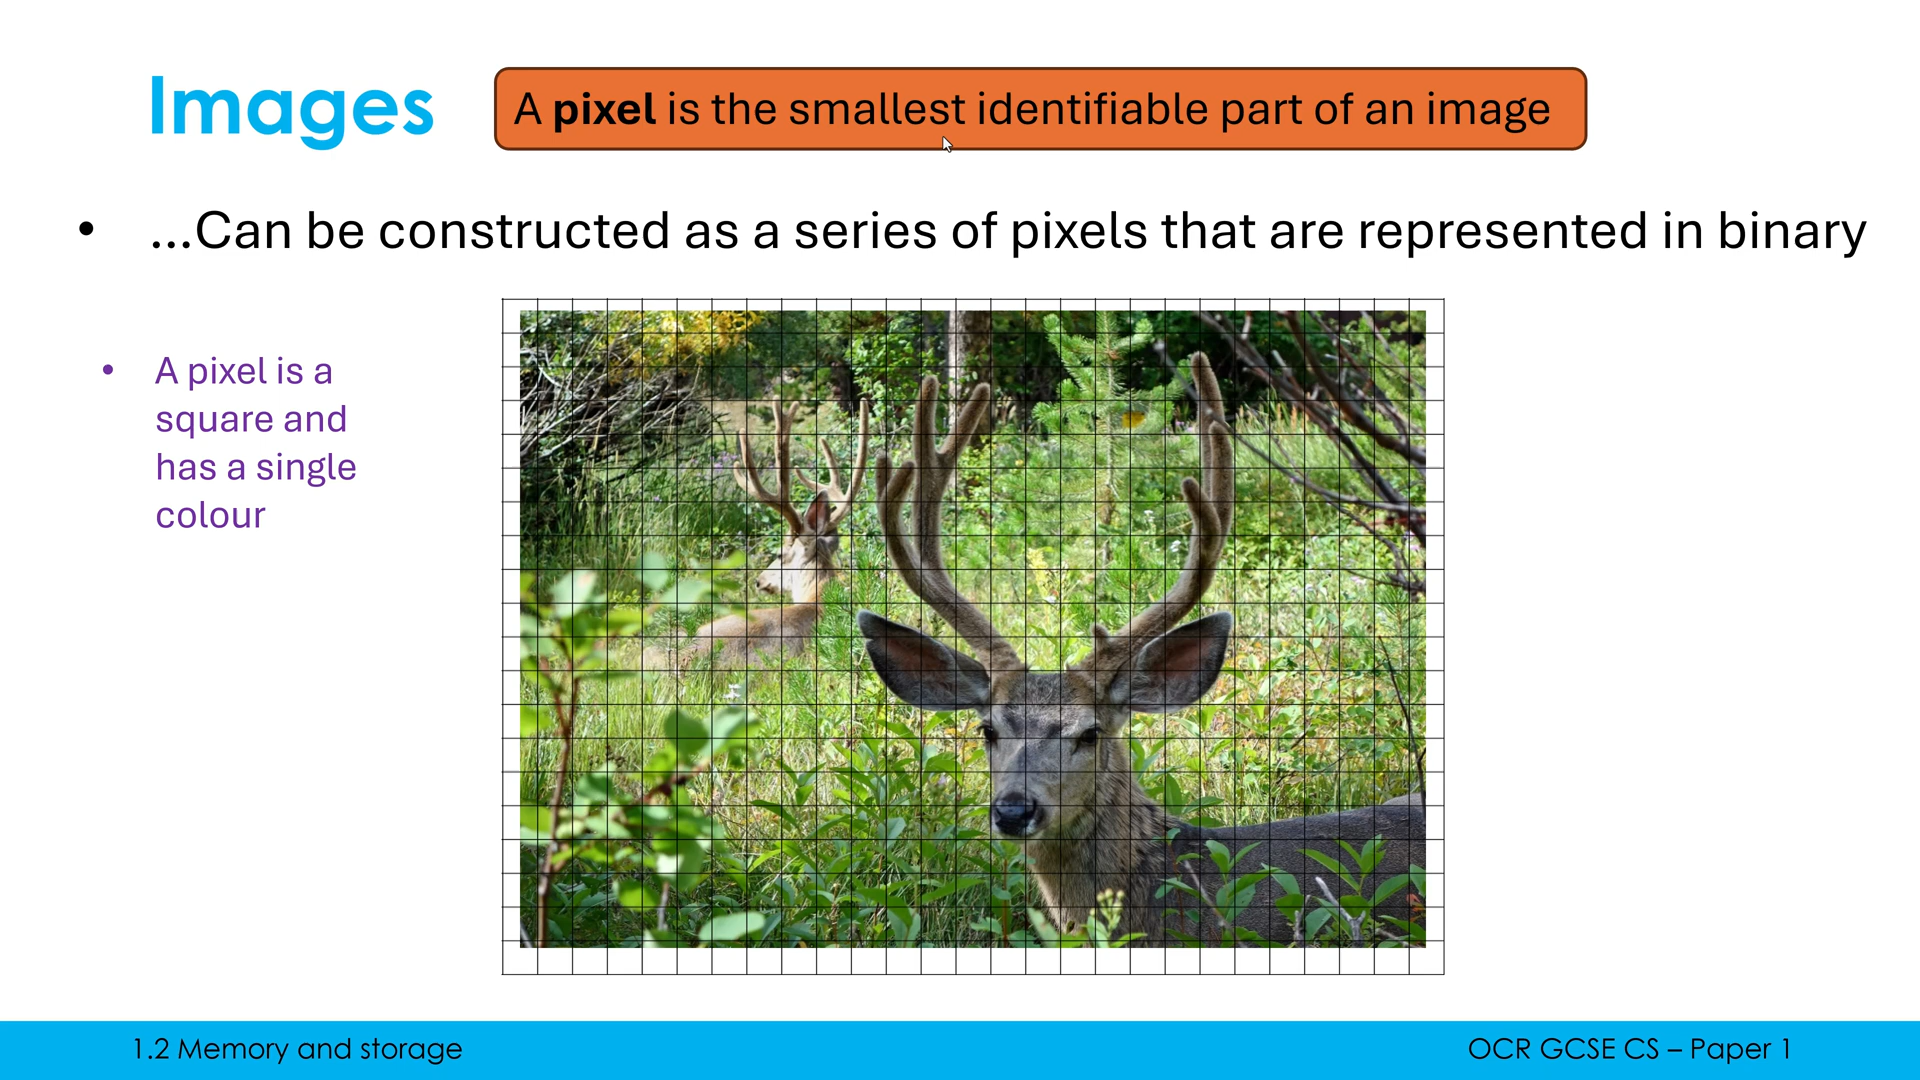 Images
A pixel is the smallest identifiable part of an image
• ...Can be constructed as a series of pixels that are represented in binary
• A pixel is a
square and
has a single
colour
1.2 Memory and storage
OCR GCSE CS – Paper 1